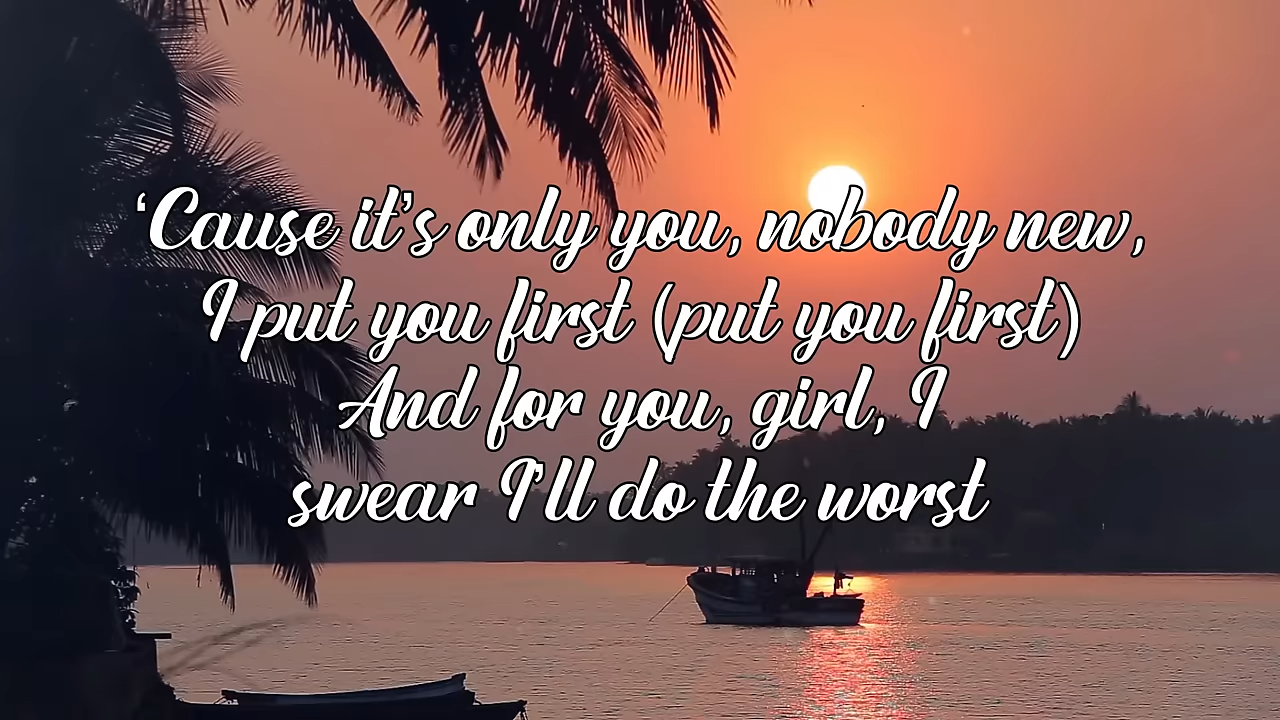 ‘Cause it’s only you, nobody new,
I put you first (put you first)
And for you, girl, I
swear I’ll do the worst